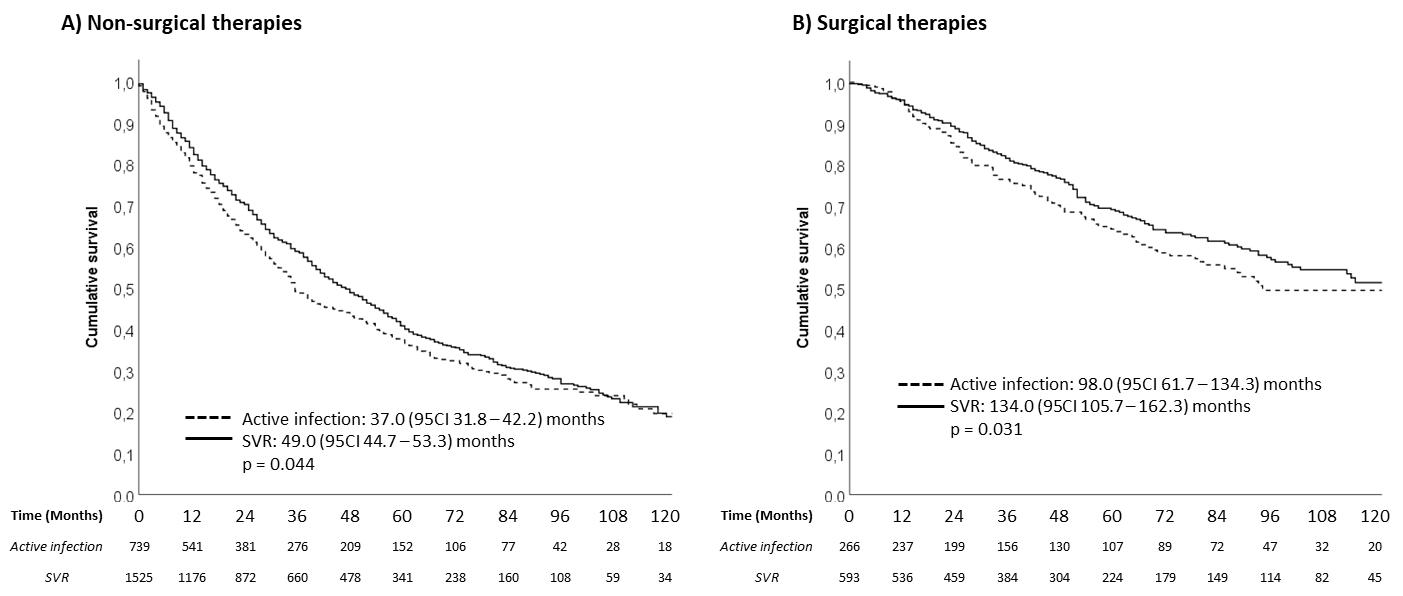 A) Non-surgical therapies
Cumulative survival
1,0
0,9
0,8
0,7
0,6
0,5
0,4
0,3
0,2
0,1
0,0
Active infection: 37.0 (95CI 31.8 – 42.2) months
SVR: 49.0 (95CI 44.7 – 53.3) months
p = 0.044
Time (Months) 0 12 24 36 48 60 72 84 96 108 120
Active infection 739 541 381 276 209 152 106 77 42 28 18
SVR 1525 1176 872 660 478 341 238 160 108 59 34
B) Surgical therapies
Cumulative survival
1,0
0,9
0,8
0,7
0,6
0,5
0,4
0,3
0,2
0,1
0,0
Active infection: 98.0 (95CI 61.7 – 134.3) months
SVR: 134.0 (95CI 105.7 – 162.3) months
p = 0.031
Time (Months) 0 12 24 36 48 60 72 84 96 108 120
Active infection 266 237 199 156 130 107 89 72 47 32 20
SVR 593 536 459 384 304 224 179 149 114 82 45